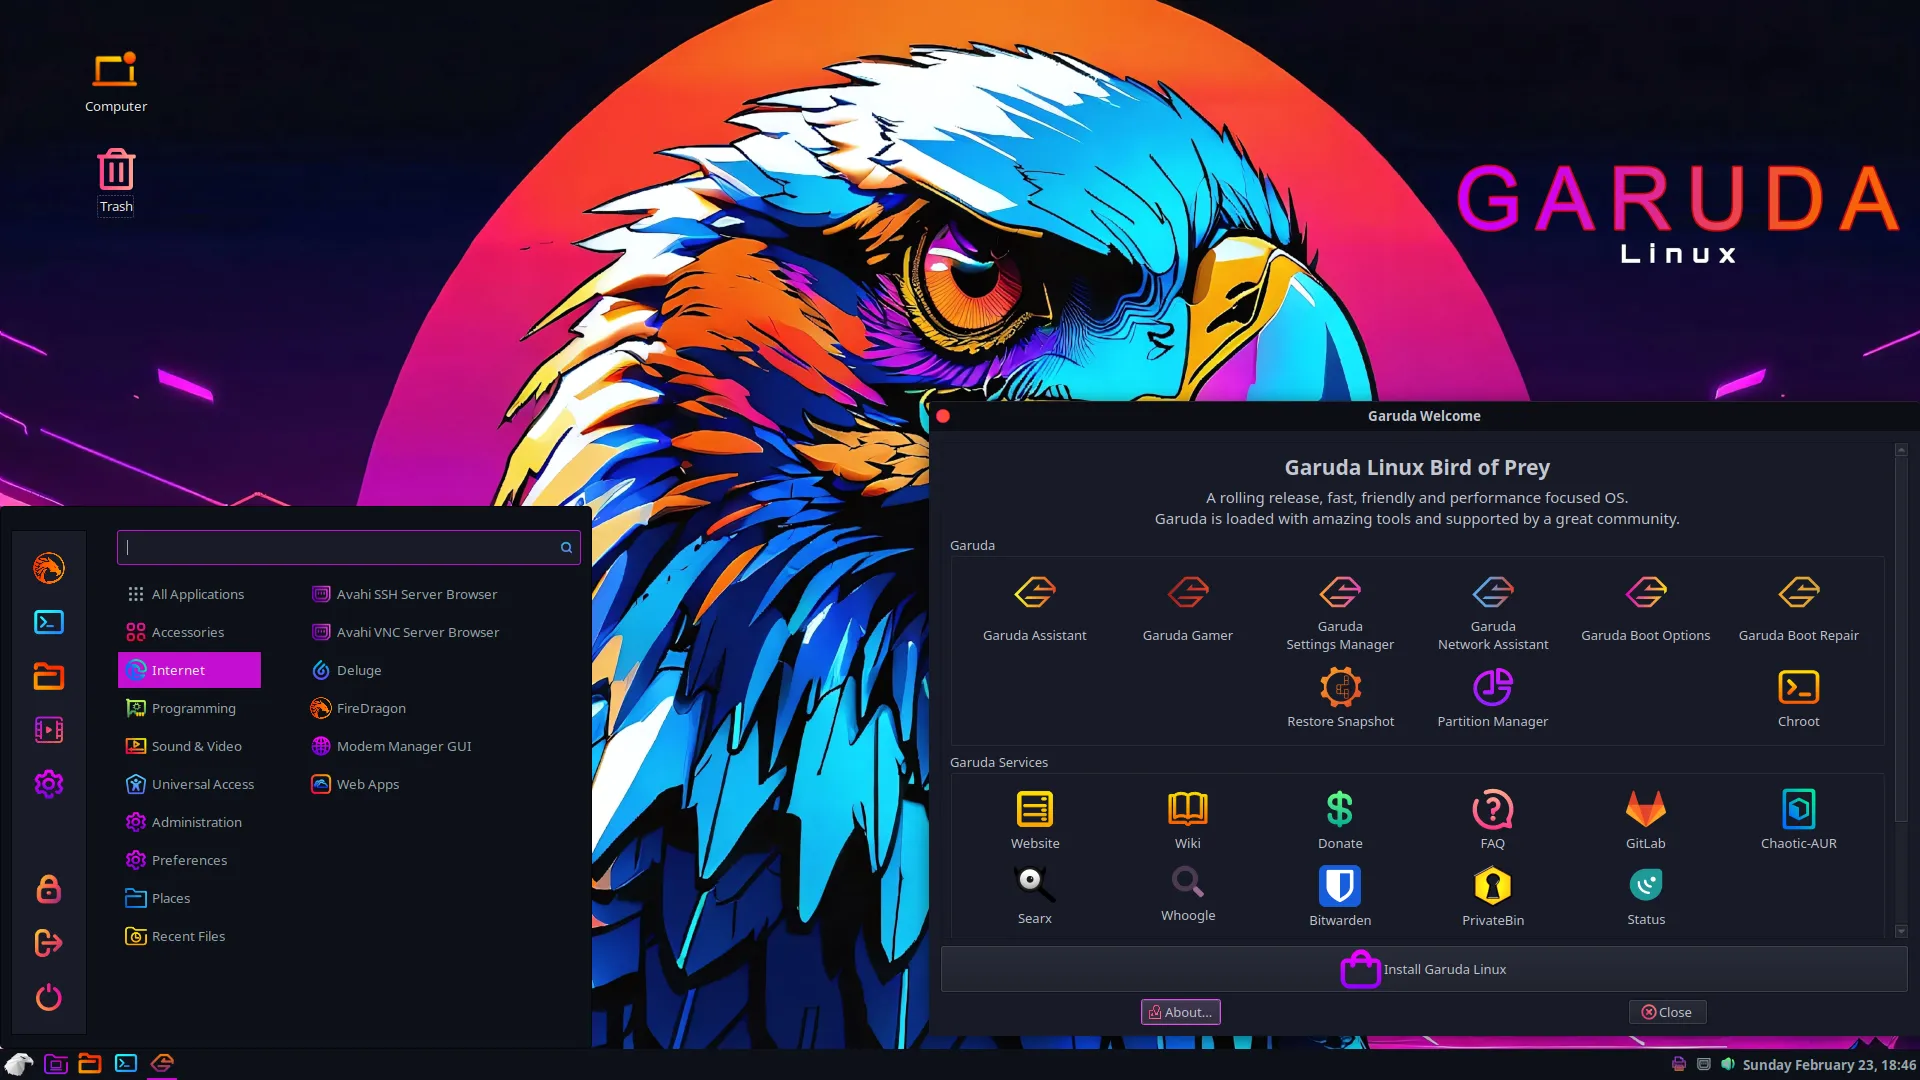 Computer
Trash
GARUDA
Linux
All Applications
Accessories
Internet
Programming
Sound & Video
Universal Access
Administration
Preferences
Places
Recent Files
Avahi SSH Server Browser
Avahi VNC Server Browser
Deluge
FireDragon
Modem Manager GUI
Web Apps
Garuda Welcome
Garuda Linux Bird of Prey
A rolling release, fast, friendly and performance focused OS.
Garuda is loaded with amazing tools and supported by a great community.
Garuda
Garuda Assistant
Garuda Gamer
Garuda
Settings Manager
Garuda
Network Assistant
Garuda Boot Options
Garuda Boot Repair
Restore Snapshot
Partition Manager
Chroot
Garuda Services
Website
Wiki
Donate
FAQ
GitLab
Chaotic-AUR
Searx
Whoogle
Bitwarden
PrivateBin
Status
Install Garuda Linux
About...
Close
Sunday February 23, 18:46